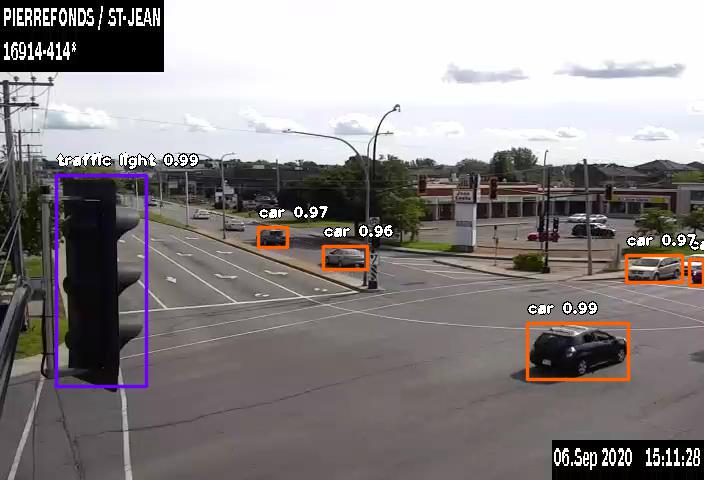 PIERREFONDS / ST-JEAN
16914-414*
traffic light 0.99
car 0.97
car 0.96
car 0.97
ca
car 0.99
06.Sep 2020 15:11:28